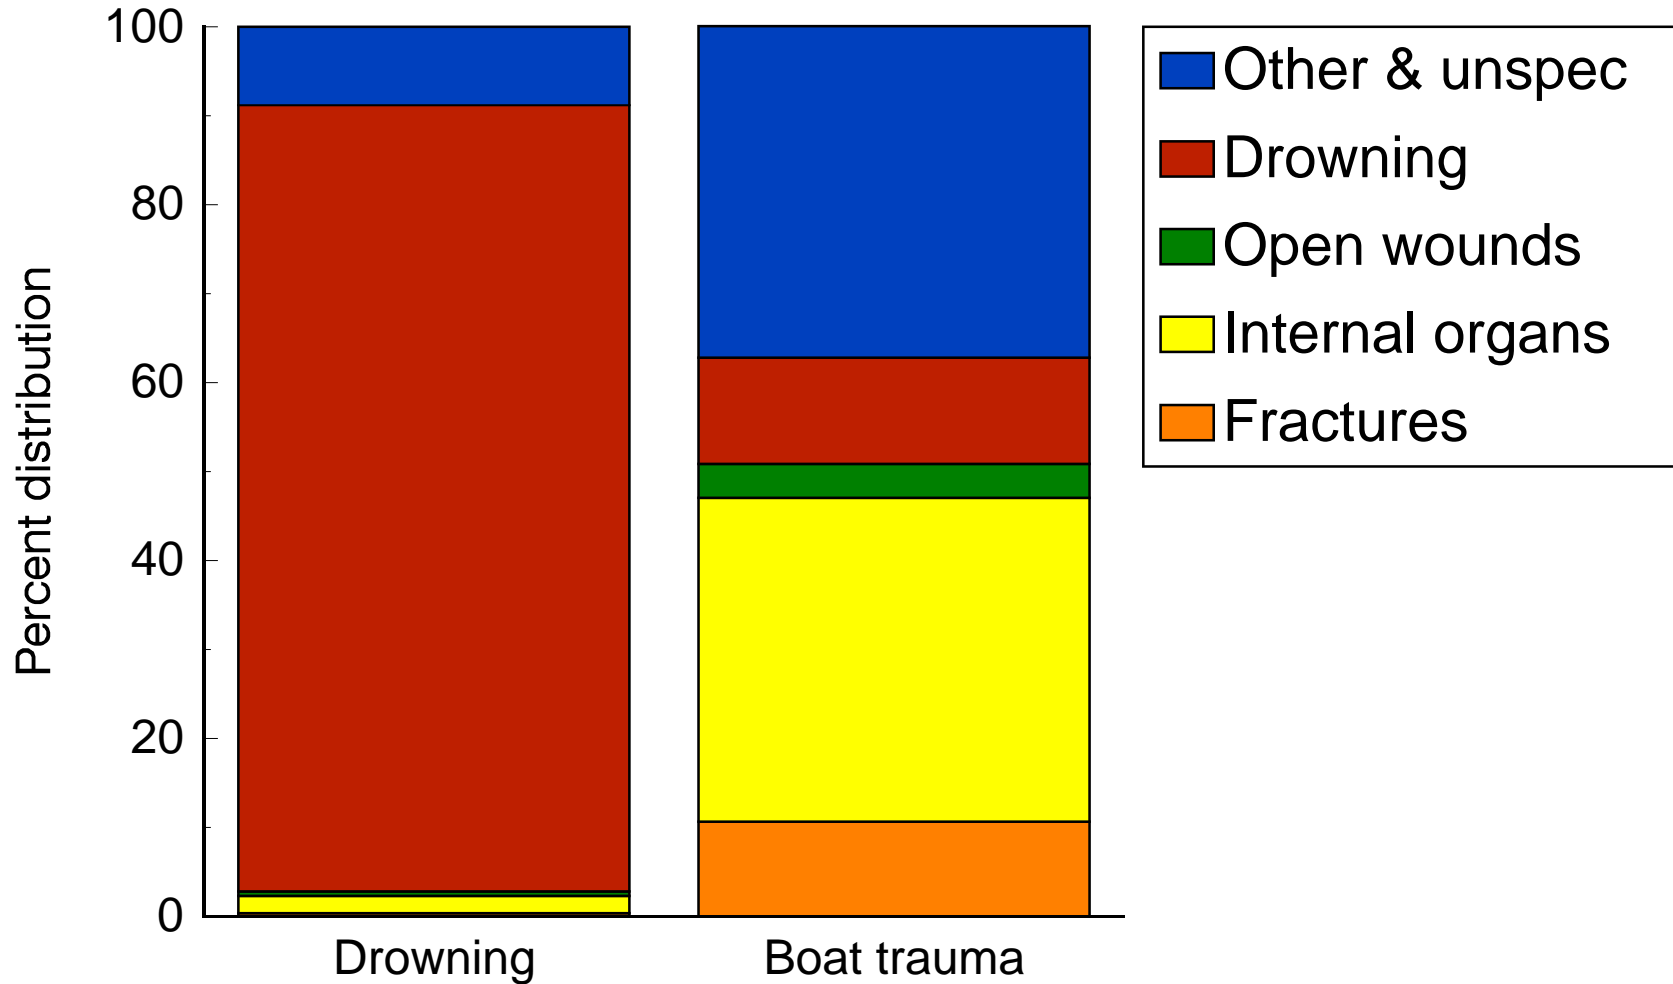 Percent distribution
100
80
60
40
20
0
Drowning
Boat trauma
Other & unspec
Drowning
Open wounds
Internal organs
Fractures